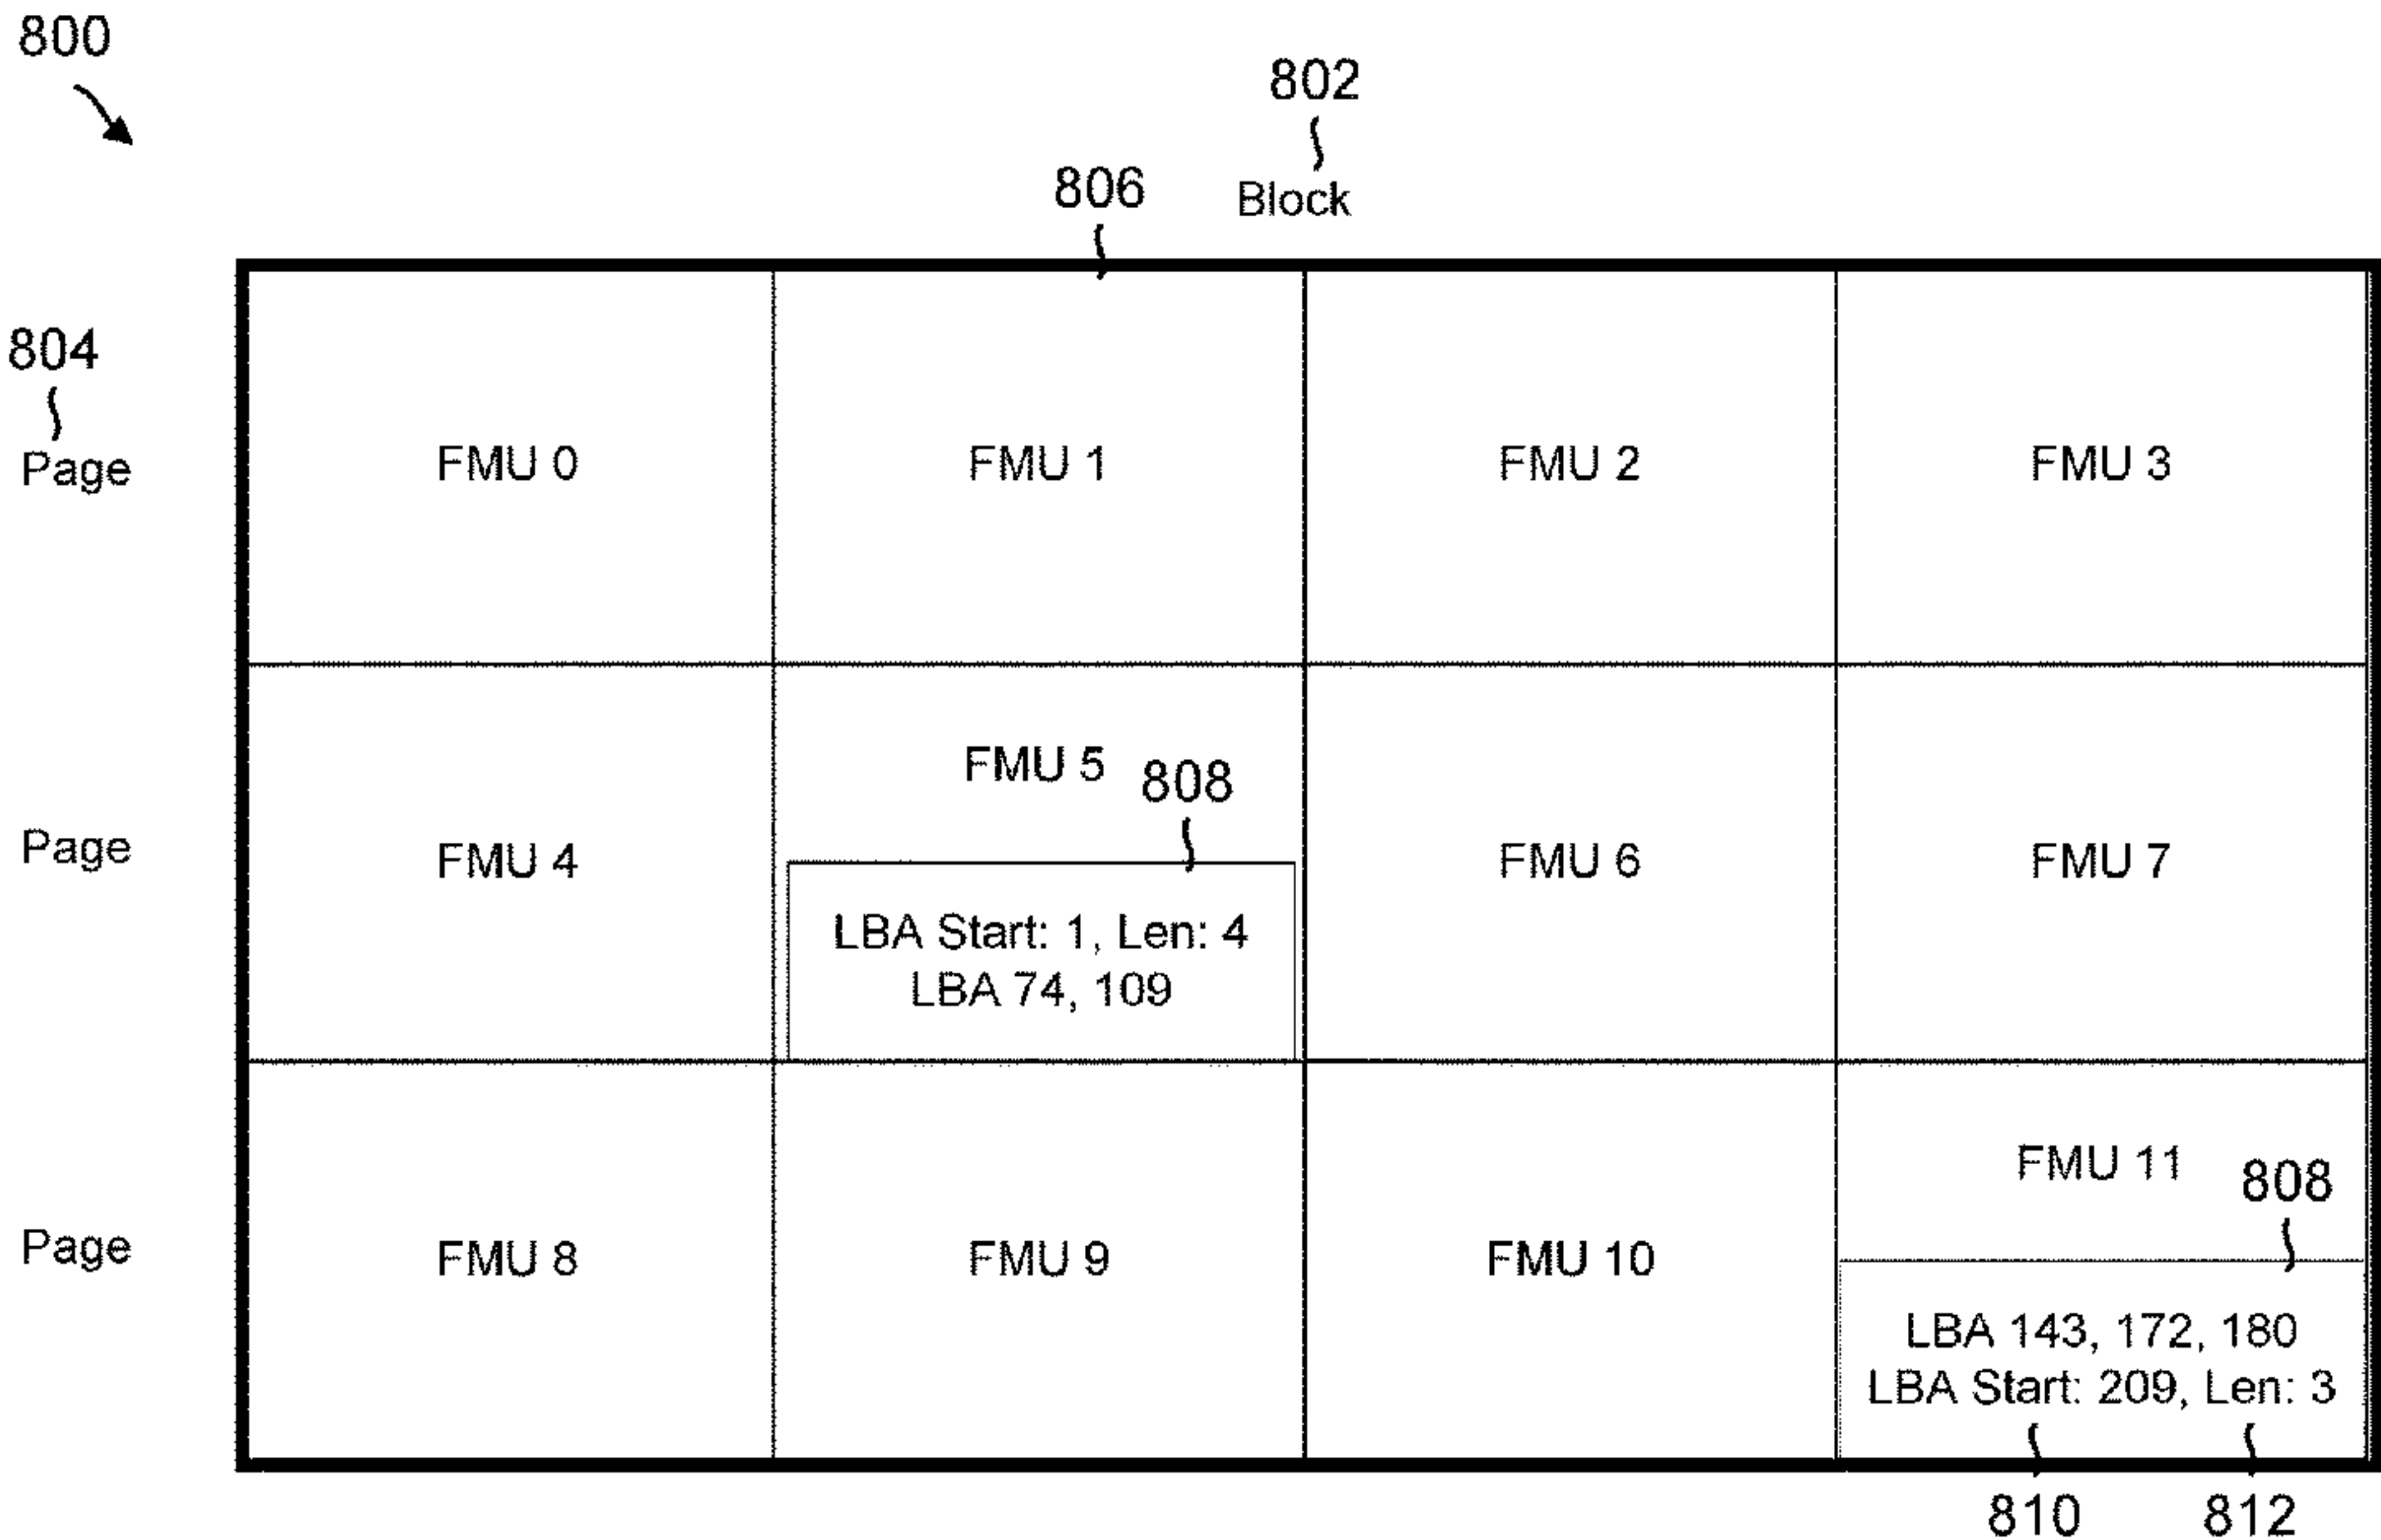 800
802
806
Block
804
Page
FMU 0
FMU 1
FMU 2
FMU 3
Page
FMU 4
FMU 5
808
LBA Start: 1, Len: 4
LBA 74, 109
FMU 6
FMU 7
Page
FMU 8
FMU 9
FMU 10
FMU 11
808
LBA 143, 172, 180
LBA Start: 209, Len: 3
810
812